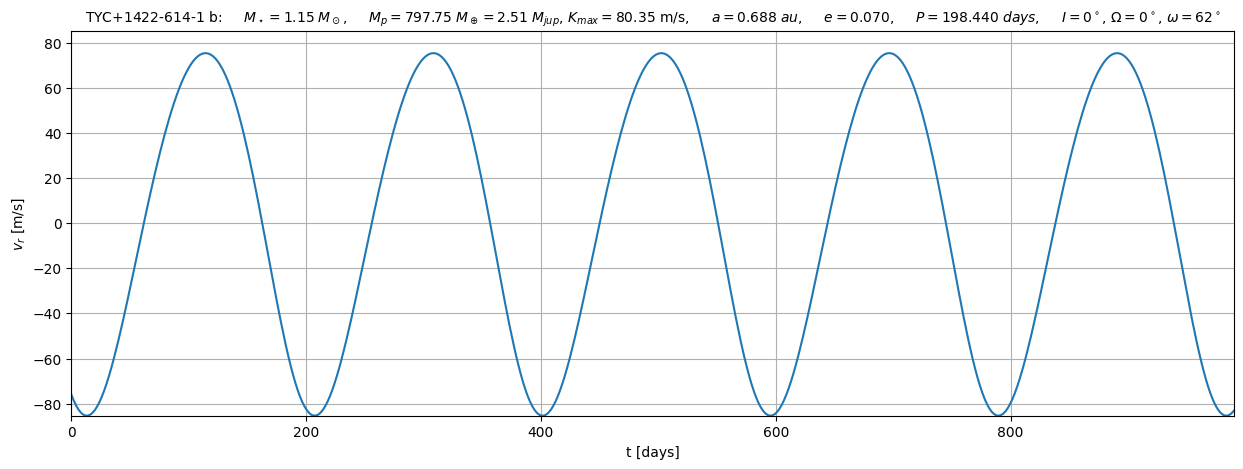 TYC+1422-614-1 b: M⋆ = 1.15 M⊙, Mp = 797.75 M⊕ = 2.51 Mjup, Kmax = 80.35 m/s, a = 0.688 au, e = 0.070, P = 198.440 days, I = 0°, Ω = 0°, ω = 62°
80
60
40
20
0
−20
−40
−60
−80
vr [m/s]
0 200 400 600 800
t [days]